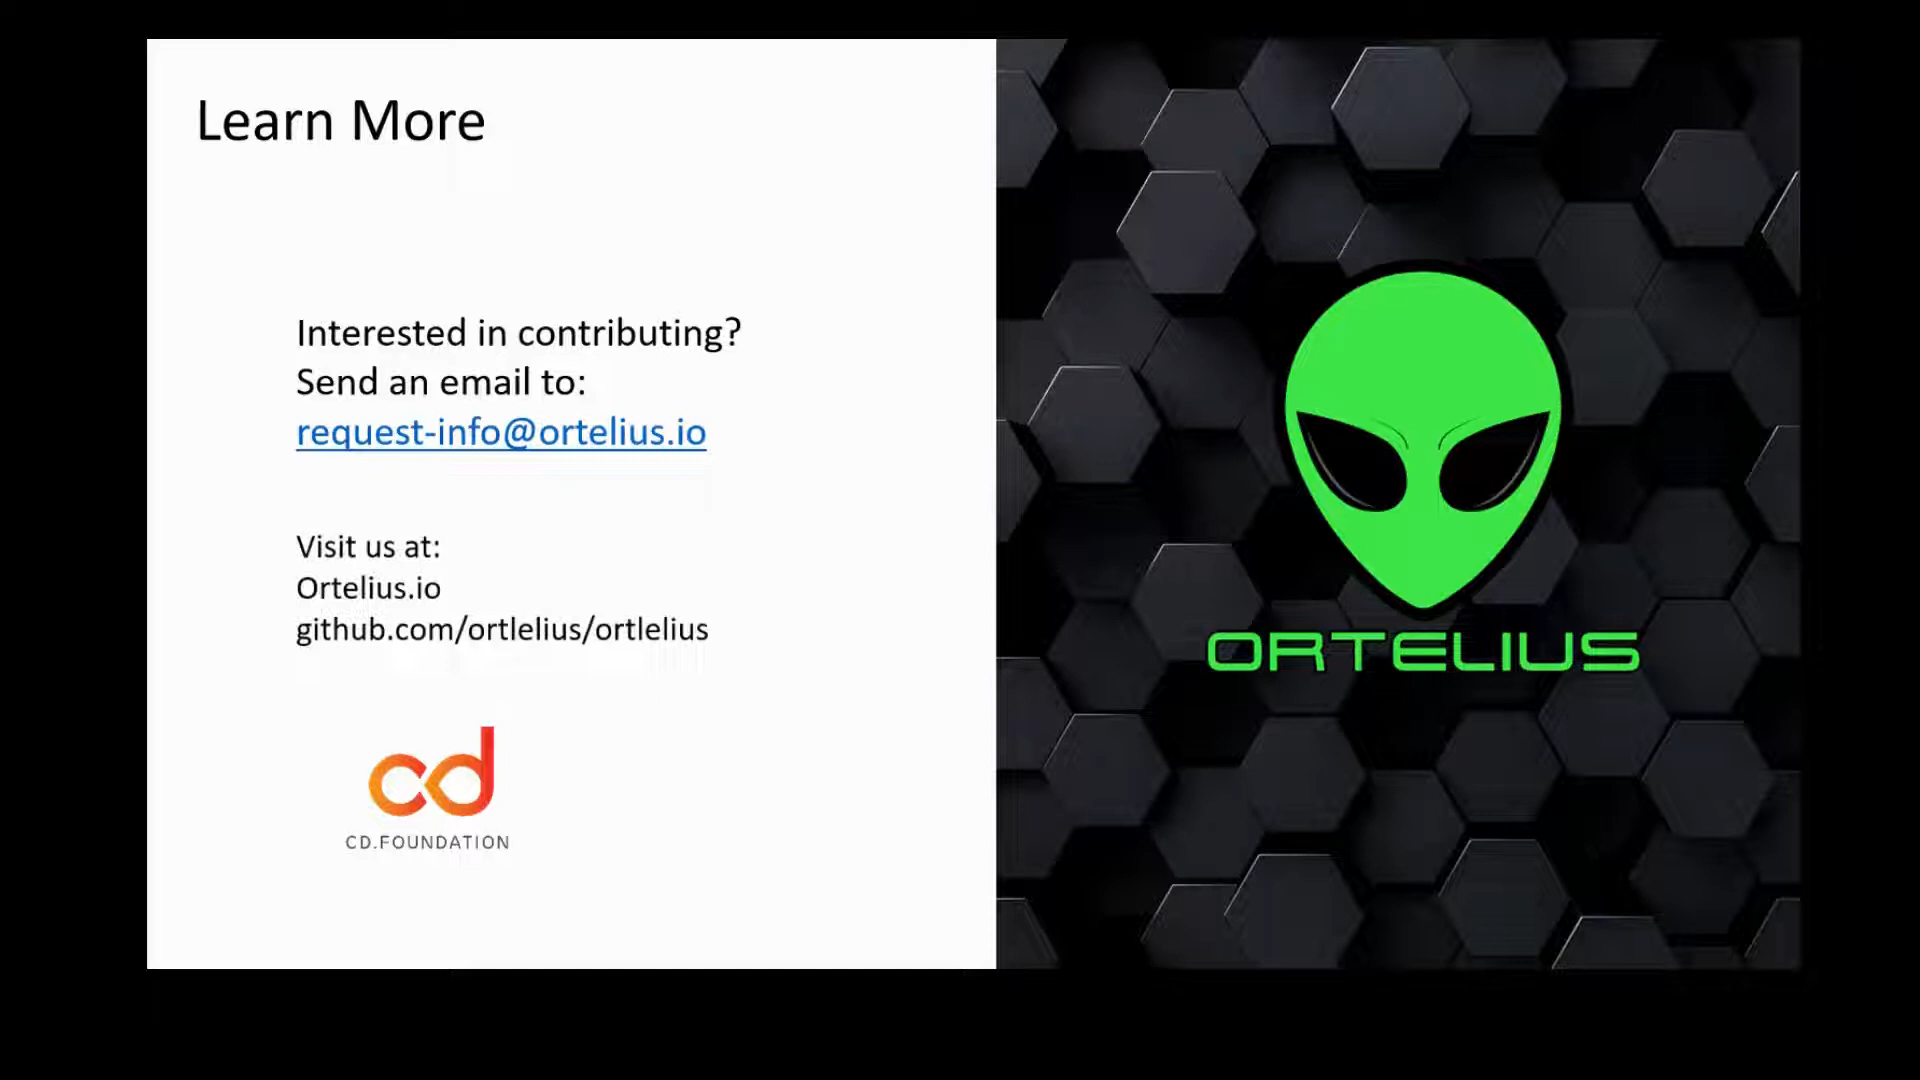 Learn More
Interested in contributing?
Send an email to:
request-info@ortelius.io
Visit us at:
Ortelius.io
github.com/ortlelius/ortlelius
cd
CD.FOUNDATION
ORTELIUS